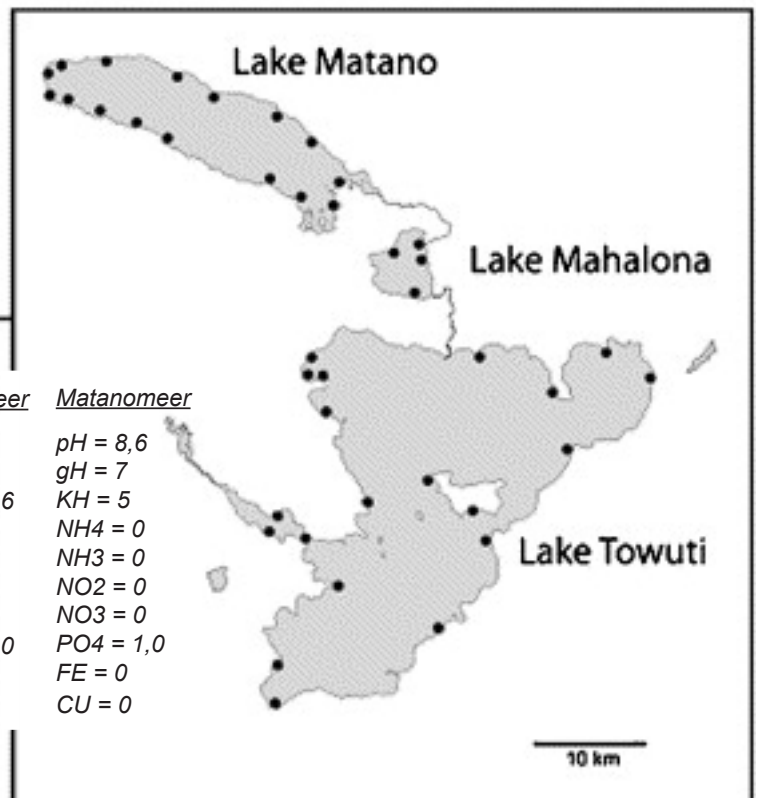 Lake Matano
Lake Mahalona
eer
Matanomeer
pH = 8,6
gH = 7
6
KH = 5
NH4 = 0
NH3 = 0
NO2 = 0
NO3 = 0
0
PO4 = 1,0
FE = 0
CU = 0
Lake Towuti
10 km